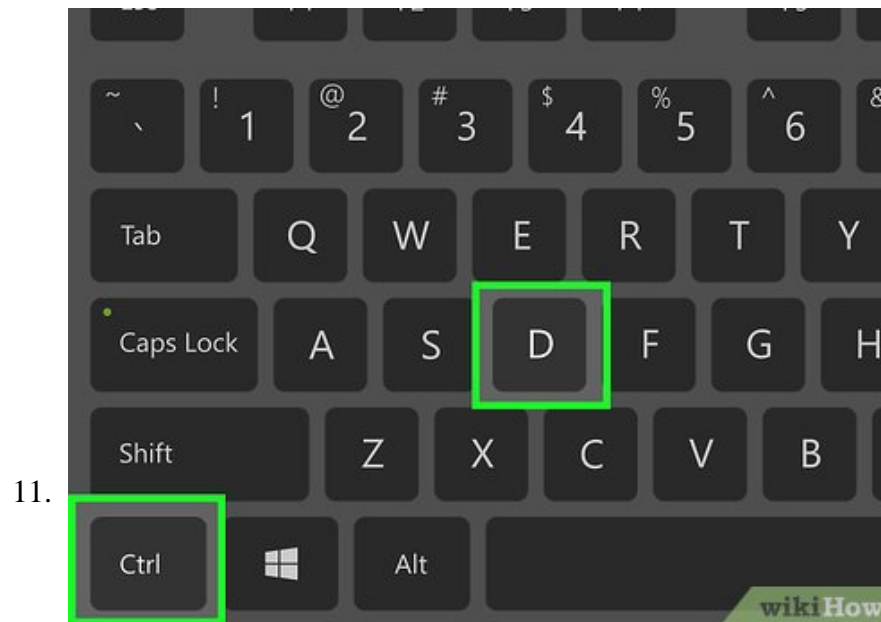 ~ ` ! 1 @ 2 # 3 $ 4 % 5 ^ 6 &
Tab Q W E R T Y
Caps Lock A S D F G H
Shift Z X C V B
11.
Ctrl Alt
wikiHow